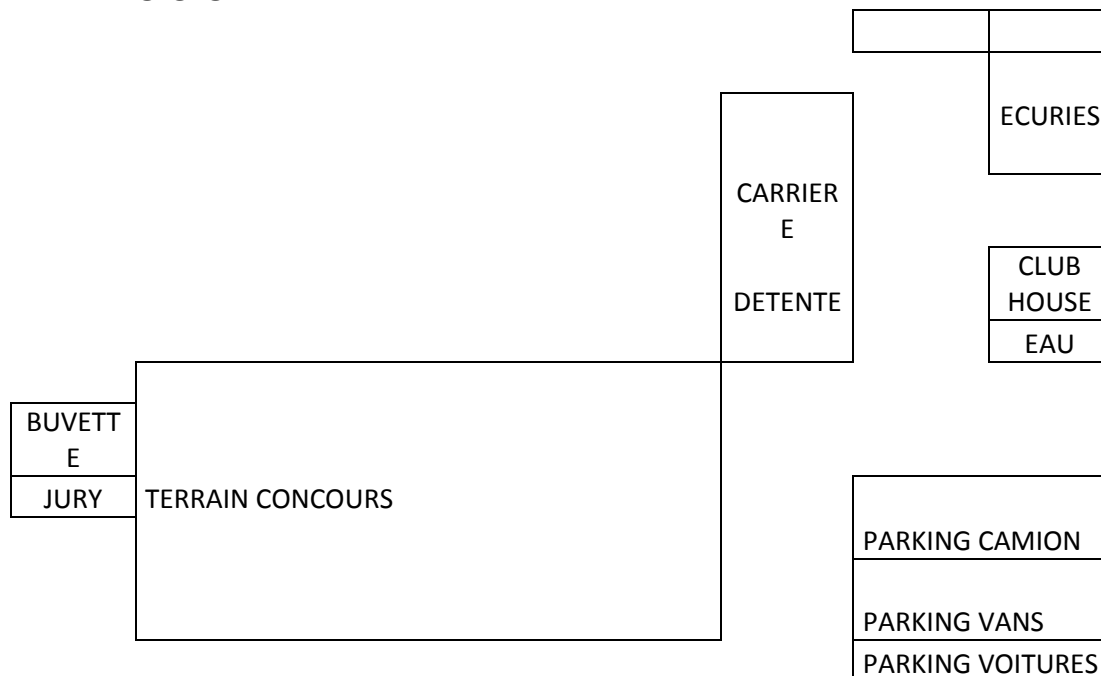 ECURIES
CARRIER
E
DETENTE
CLUB
HOUSE
EAU
BUVETT
E
JURY
TERRAIN CONCOURS
PARKING CAMION
PARKING VANS
PARKING VOITURES